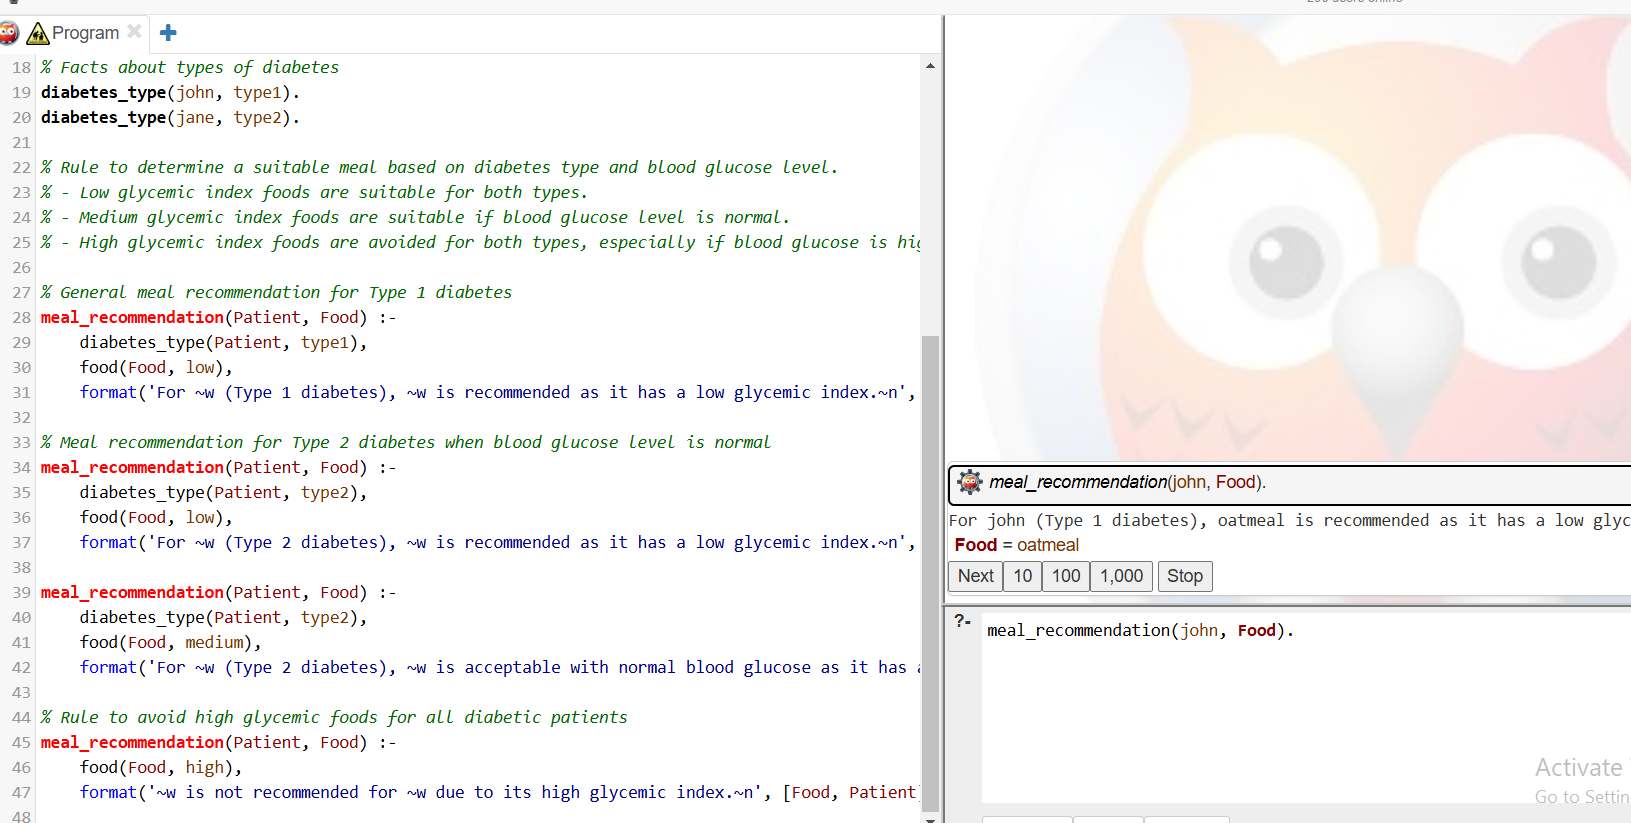 Program
18 % Facts about types of diabetes
19 diabetes_type(john, type1).
20 diabetes_type(jane, type2).
21
22 % Rule to determine a suitable meal based on diabetes type and blood glucose level.
23 % - Low glycemic index foods are suitable for both types.
24 % - Medium glycemic index foods are suitable if blood glucose level is normal.
25 % - High glycemic index foods are avoided for both types, especially if blood glucose is hig
26
27 % General meal recommendation for Type 1 diabetes
28 meal_recommendation(Patient, Food) :-
29     diabetes_type(Patient, type1),
30     food(Food, low),
31     format('For ~w (Type 1 diabetes), ~w is recommended as it has a low glycemic index.~n',
32
33 % Meal recommendation for Type 2 diabetes when blood glucose level is normal
34 meal_recommendation(Patient, Food) :-
35     diabetes_type(Patient, type2),
36     food(Food, low),
37     format('For ~w (Type 2 diabetes), ~w is recommended as it has a low glycemic index.~n',
38
39 meal_recommendation(Patient, Food) :-
40     diabetes_type(Patient, type2),
41     food(Food, medium),
42     format('For ~w (Type 2 diabetes), ~w is acceptable with normal blood glucose as it has
43
44 % Rule to avoid high glycemic foods for all diabetic patients
45 meal_recommendation(Patient, Food) :-
46     food(Food, high),
47     format('~w is not recommended for ~w due to its high glycemic index.~n', [Food, Patient
48
meal_recommendation(john, Food).
For john (Type 1 diabetes), oatmeal is recommended as it has a low glyc
Food = oatmeal
Next 10 100 1,000 Stop
?- meal_recommendation(john, Food).
Activate
Go to Settin